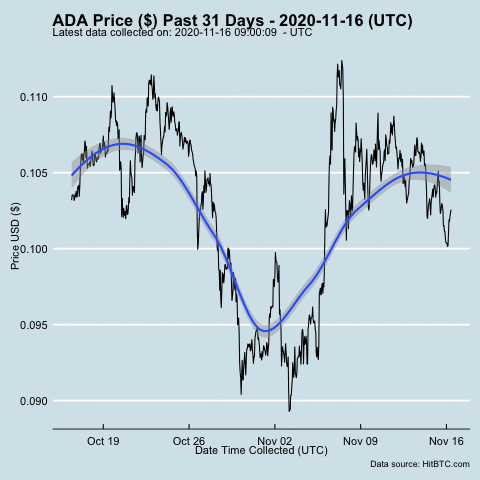 ADA Price ($) Past 31 Days - 2020-11-16 (UTC)
Latest data collected on: 2020-11-16 09:00:09 - UTC
0.110
0.105
0.100
0.095
0.090
Price USD ($)
Oct 19 Oct 26 Nov 02 Nov 09 Nov 16
Date Time Collected (UTC)
Data source: HitBTC.com